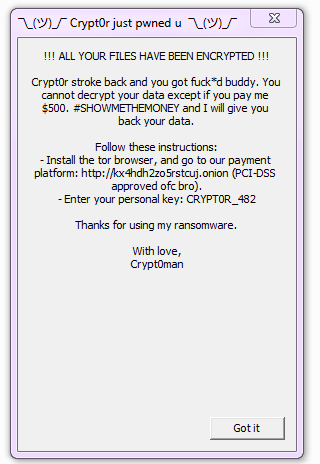 ¯\_(ツ)_/¯ Crypt0r just pwned u ¯\_(ツ)_/¯
!!! ALL YOUR FILES HAVE BEEN ENCRYPTED !!!
Crypt0r stroke back and you got fuck*d buddy. You
cannot decrypt your data except if you pay me
$500. #SHOWMETHEMONEY and I will give you
back your data.
Follow these instructions:
- Install the tor browser, and go to our payment
platform: http://kx4hdh2zo5rstcuj.onion (PCI-DSS
approved ofc bro).
- Enter your personal key: CRYPT0R_482
Thanks for using my ransomware.
With love,
Crypt0man
Got it